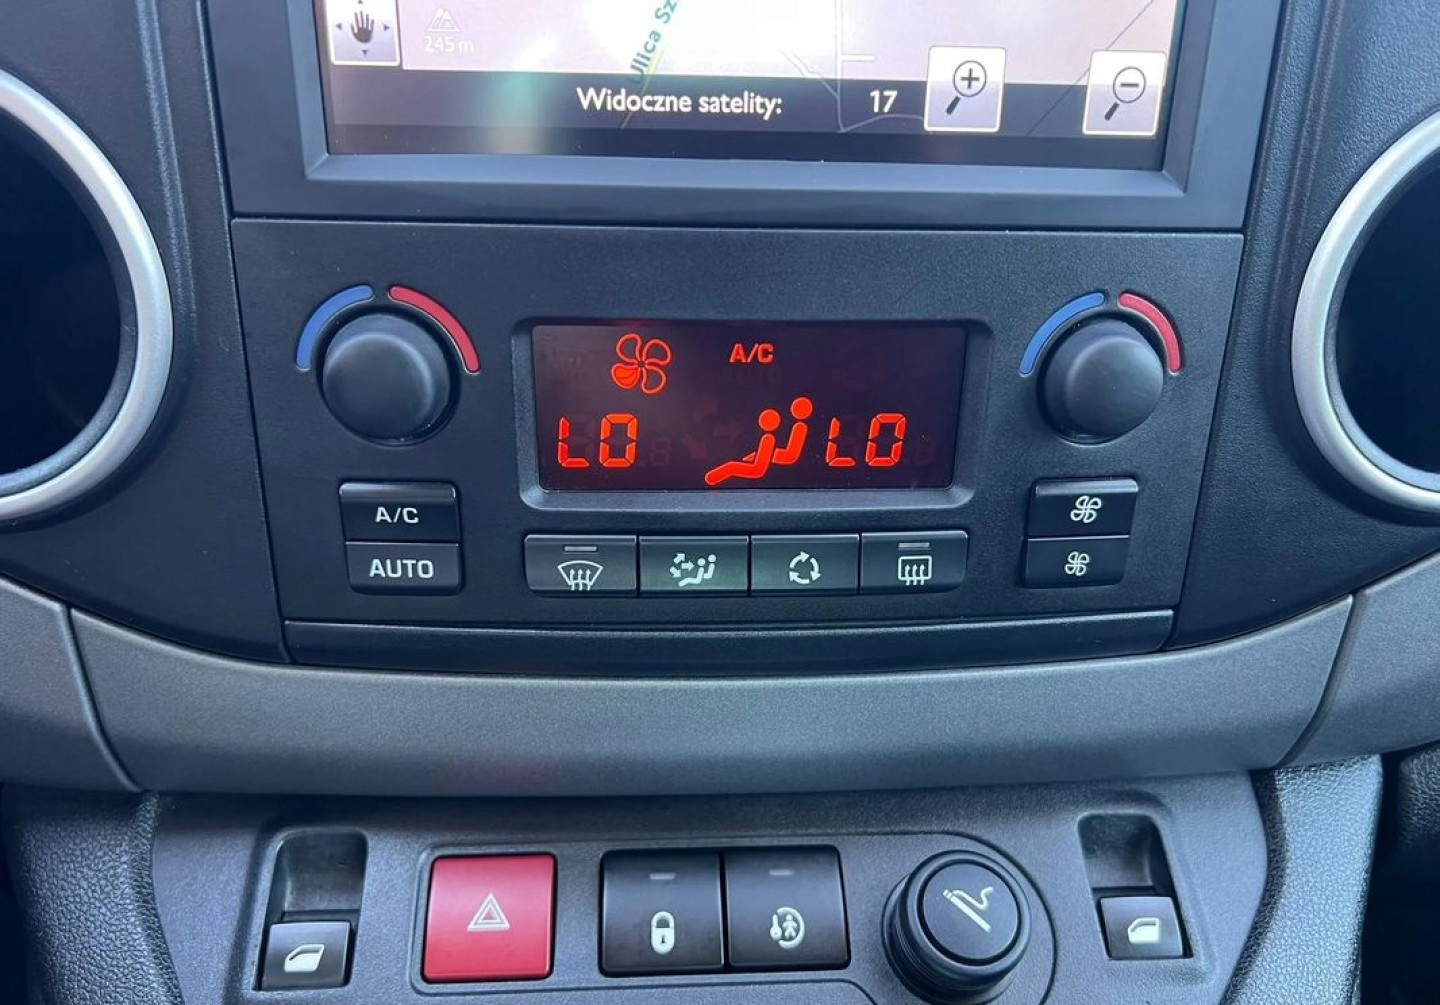 245 m
Ulica Sz
Widoczne satelity: 17
A/C
LO LO
A/C
AUTO